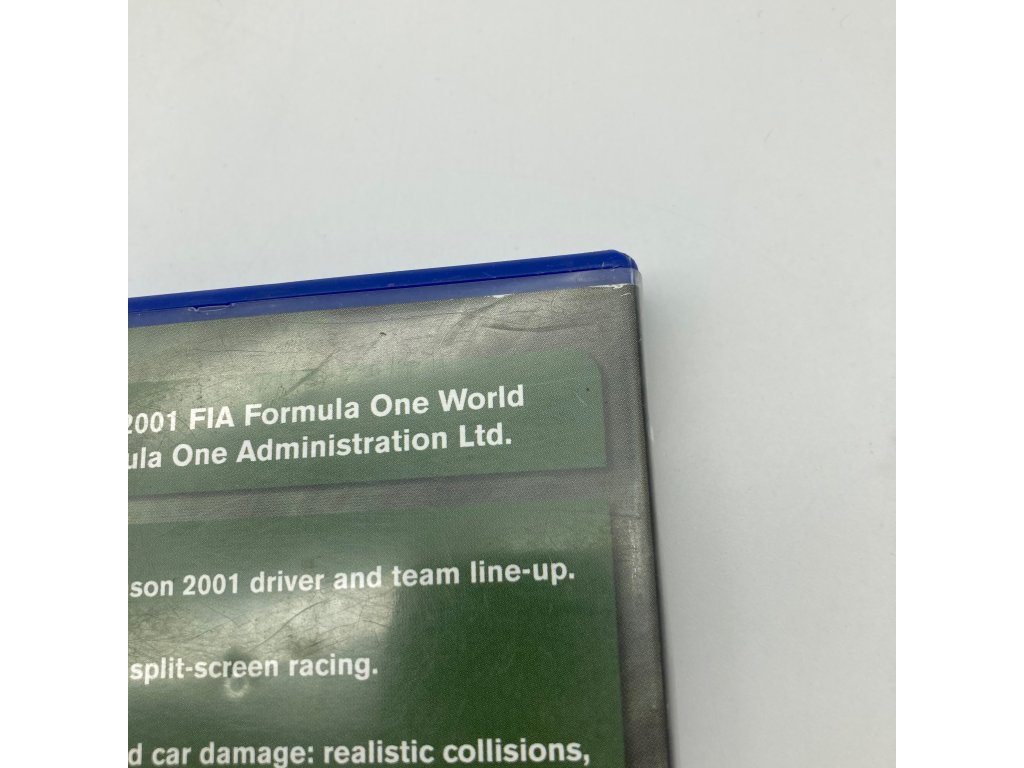 2001 FIA Formula One World
ula One Administration Ltd.
son 2001 driver and team line-up.
split-screen racing.
d car damage: realistic collisions,